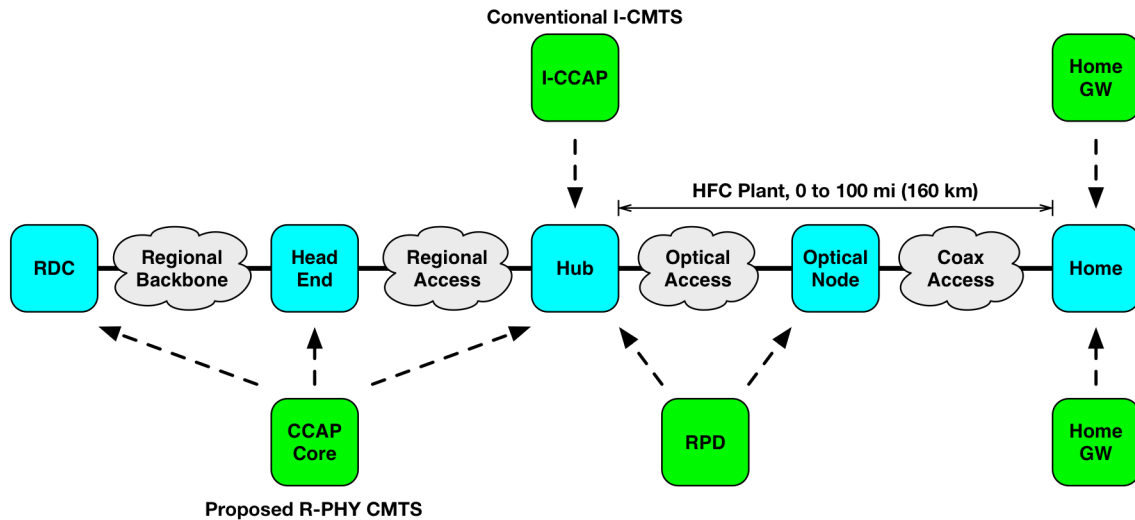 Conventional I-CMTS
I-CCAP
Home
GW
HFC Plant, 0 to 100 mi (160 km)
RDC
Regional
Backbone
Head
End
Regional
Access
Hub
Optical
Access
Optical
Node
Coax
Access
Home
CCAP
Core
RPD
Home
GW
Proposed R-PHY CMTS